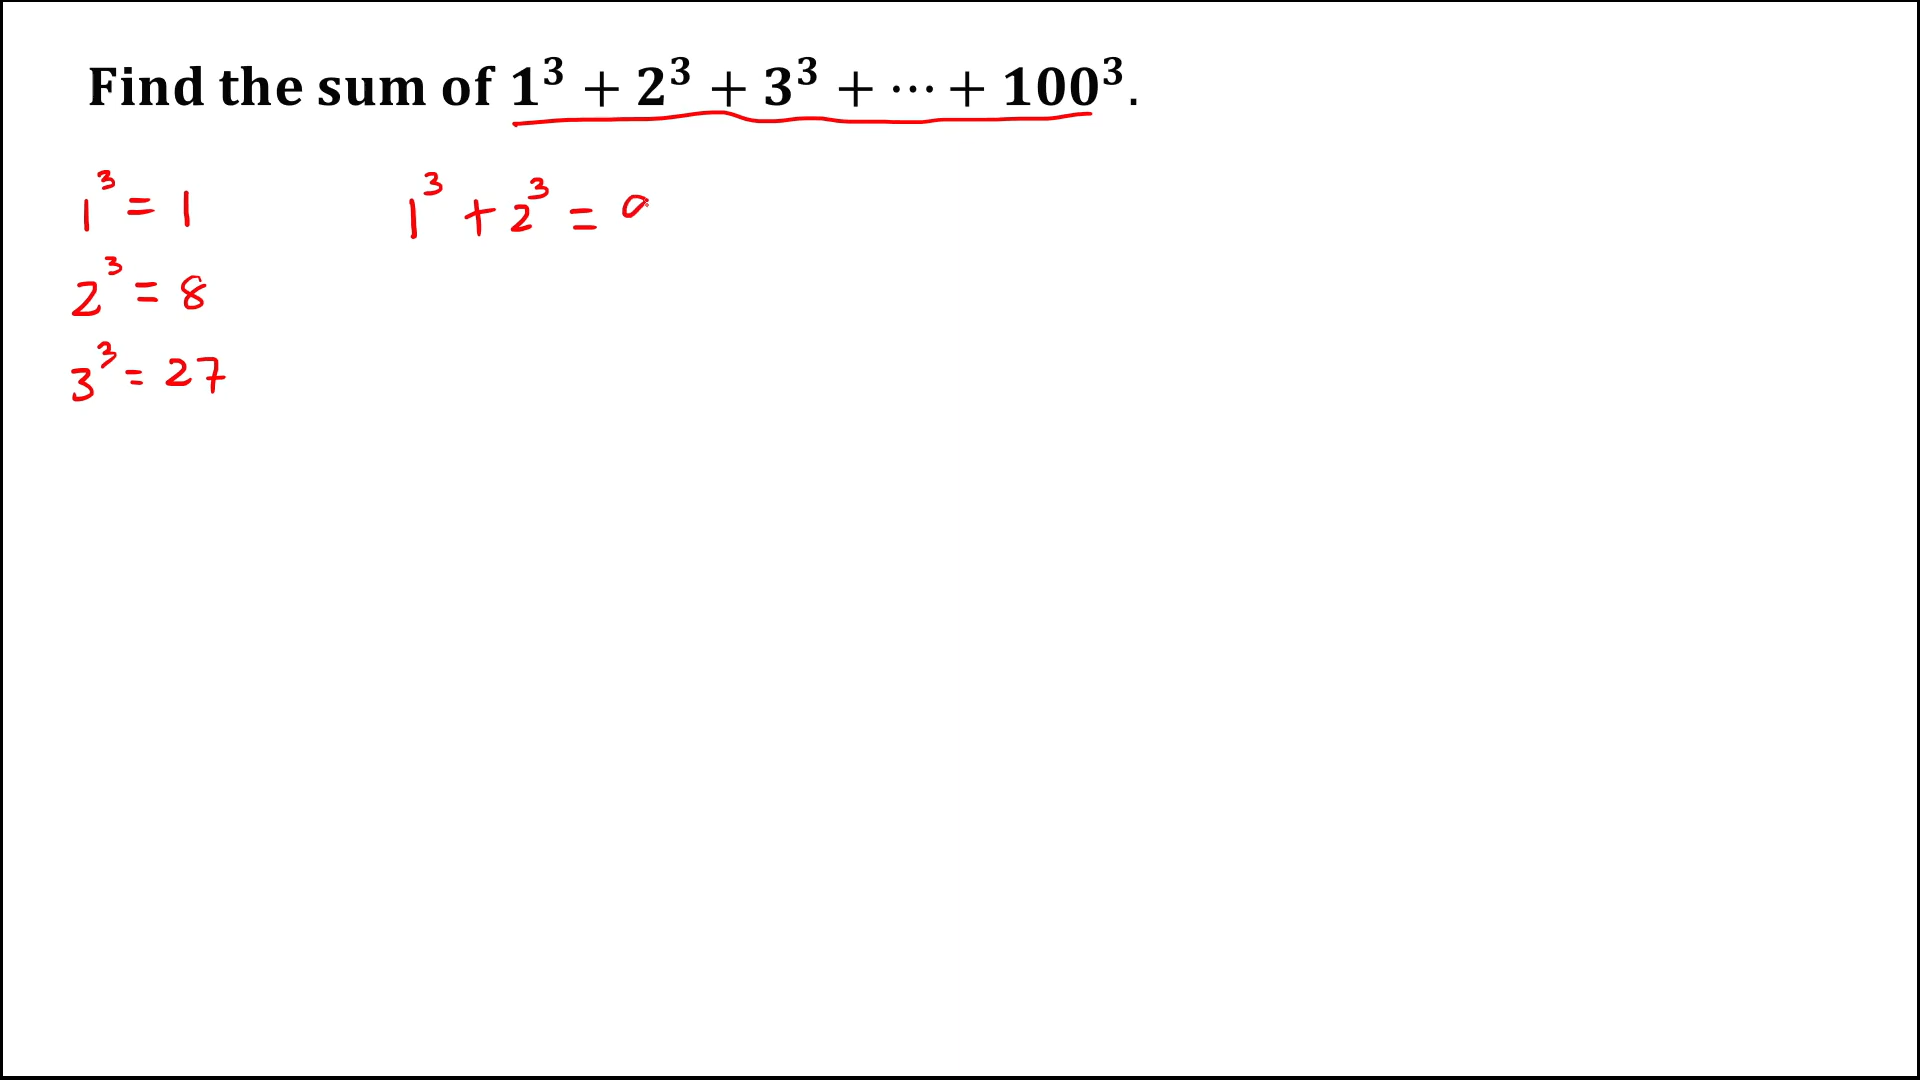 Find the sum of 1³ + 2³ + 3³ + ⋯ + 100³.
1³ = 1
1³ + 2³ =
2³ = 8
3³ = 27